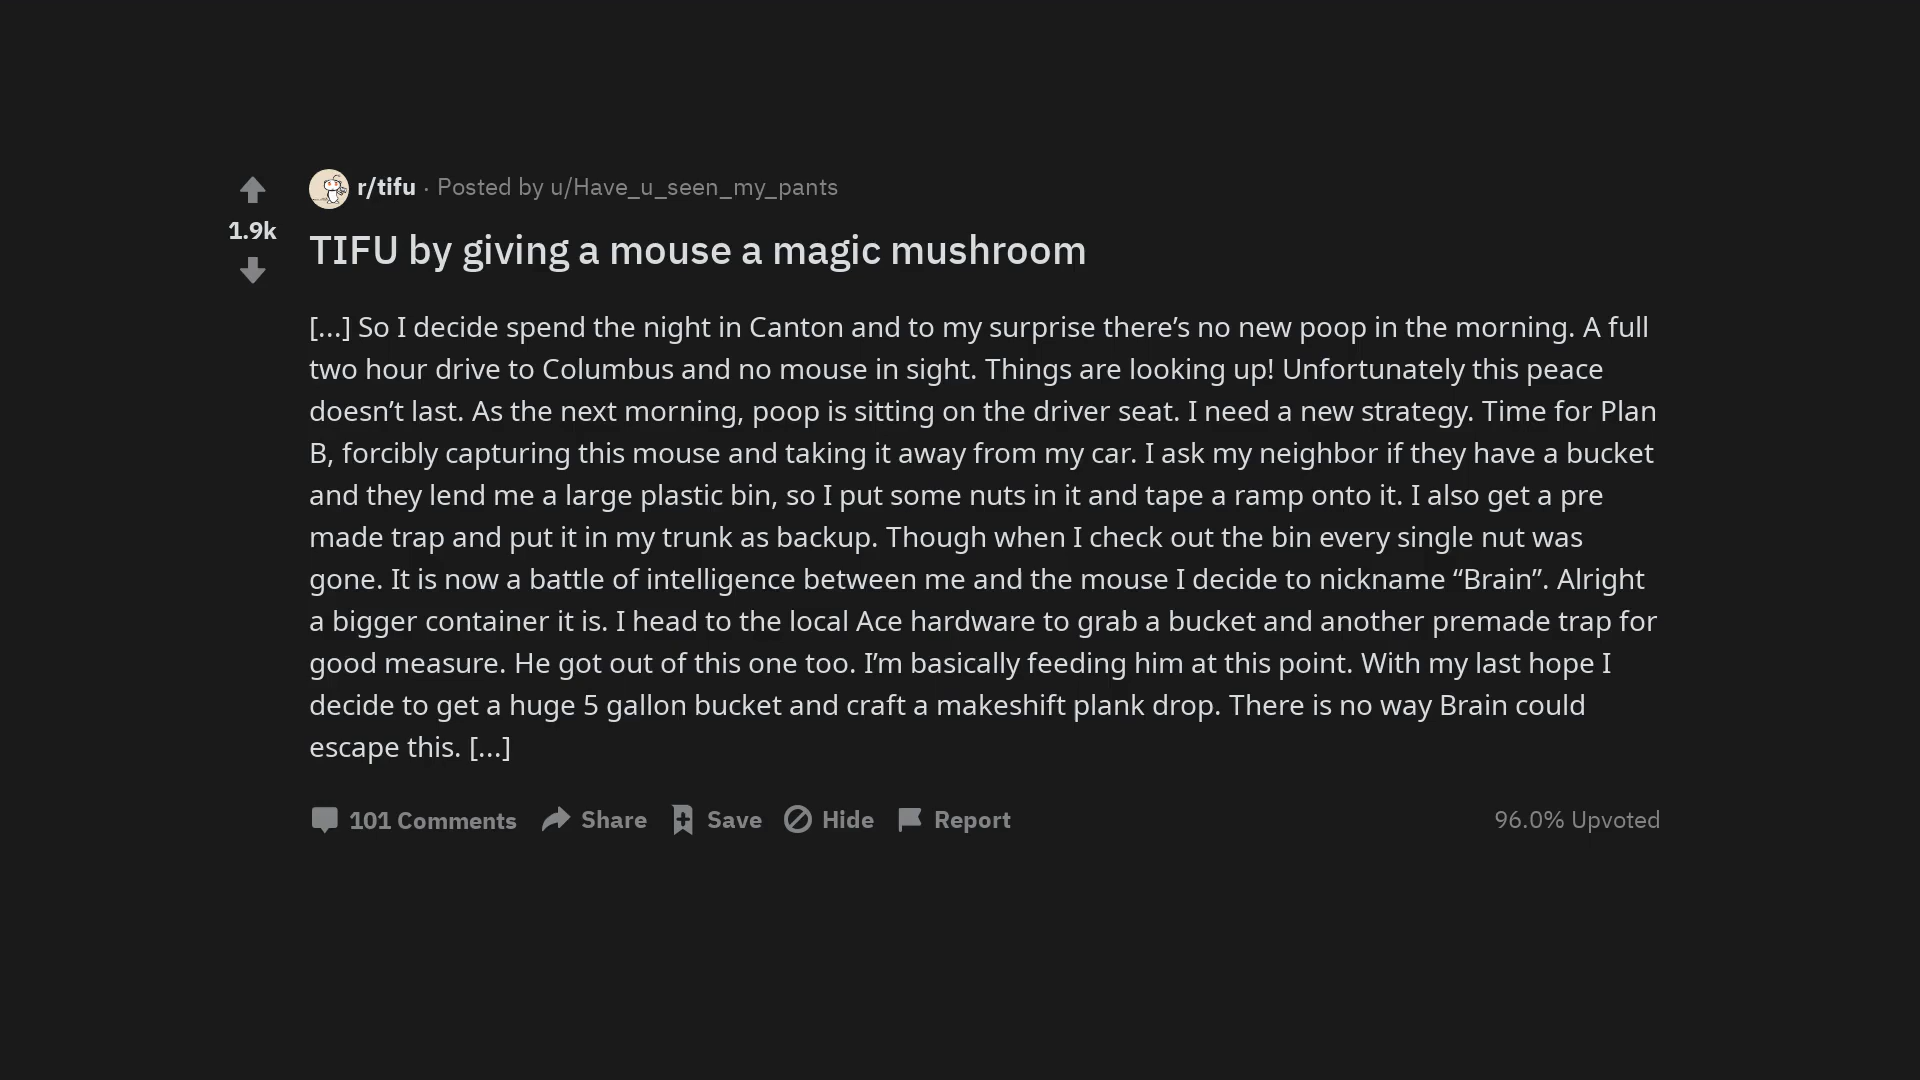 r/tifu · Posted by u/Have_u_seen_my_pants
1.9k
TIFU by giving a mouse a magic mushroom
[...] So I decide spend the night in Canton and to my surprise there’s no new poop in the morning. A full
two hour drive to Columbus and no mouse in sight. Things are looking up! Unfortunately this peace
doesn’t last. As the next morning, poop is sitting on the driver seat. I need a new strategy. Time for Plan
B, forcibly capturing this mouse and taking it away from my car. I ask my neighbor if they have a bucket
and they lend me a large plastic bin, so I put some nuts in it and tape a ramp onto it. I also get a pre
made trap and put it in my trunk as backup. Though when I check out the bin every single nut was
gone. It is now a battle of intelligence between me and the mouse I decide to nickname “Brain”. Alright
a bigger container it is. I head to the local Ace hardware to grab a bucket and another premade trap for
good measure. He got out of this one too. I’m basically feeding him at this point. With my last hope I
decide to get a huge 5 gallon bucket and craft a makeshift plank drop. There is no way Brain could
escape this. [...]
101 Comments Share Save Hide Report 96.0% Upvoted